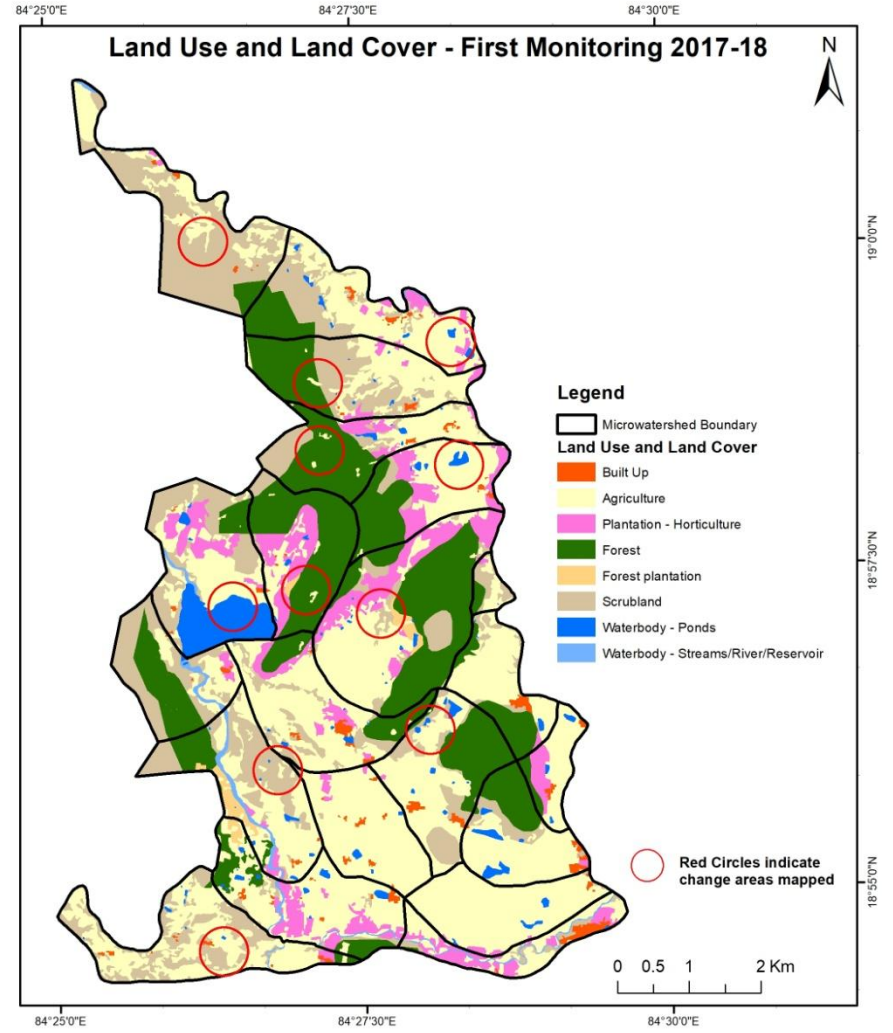 84°25'0"E 84°27'30"E 84°30'0"E
Land Use and Land Cover - First Monitoring 2017-18
N
19°0'0"N
Legend
Microwatershed Boundary
Land Use and Land Cover
Built Up
Agriculture
Plantation - Horticulture
Forest
Forest plantation
Scrubland
Waterbody - Ponds
Waterbody - Streams/River/Reservoir
18°57'30"N
Red Circles indicate
change areas mapped
18°55'0"N
0 0.5 1 2 Km
84°25'0"E 84°27'30"E 84°30'0"E